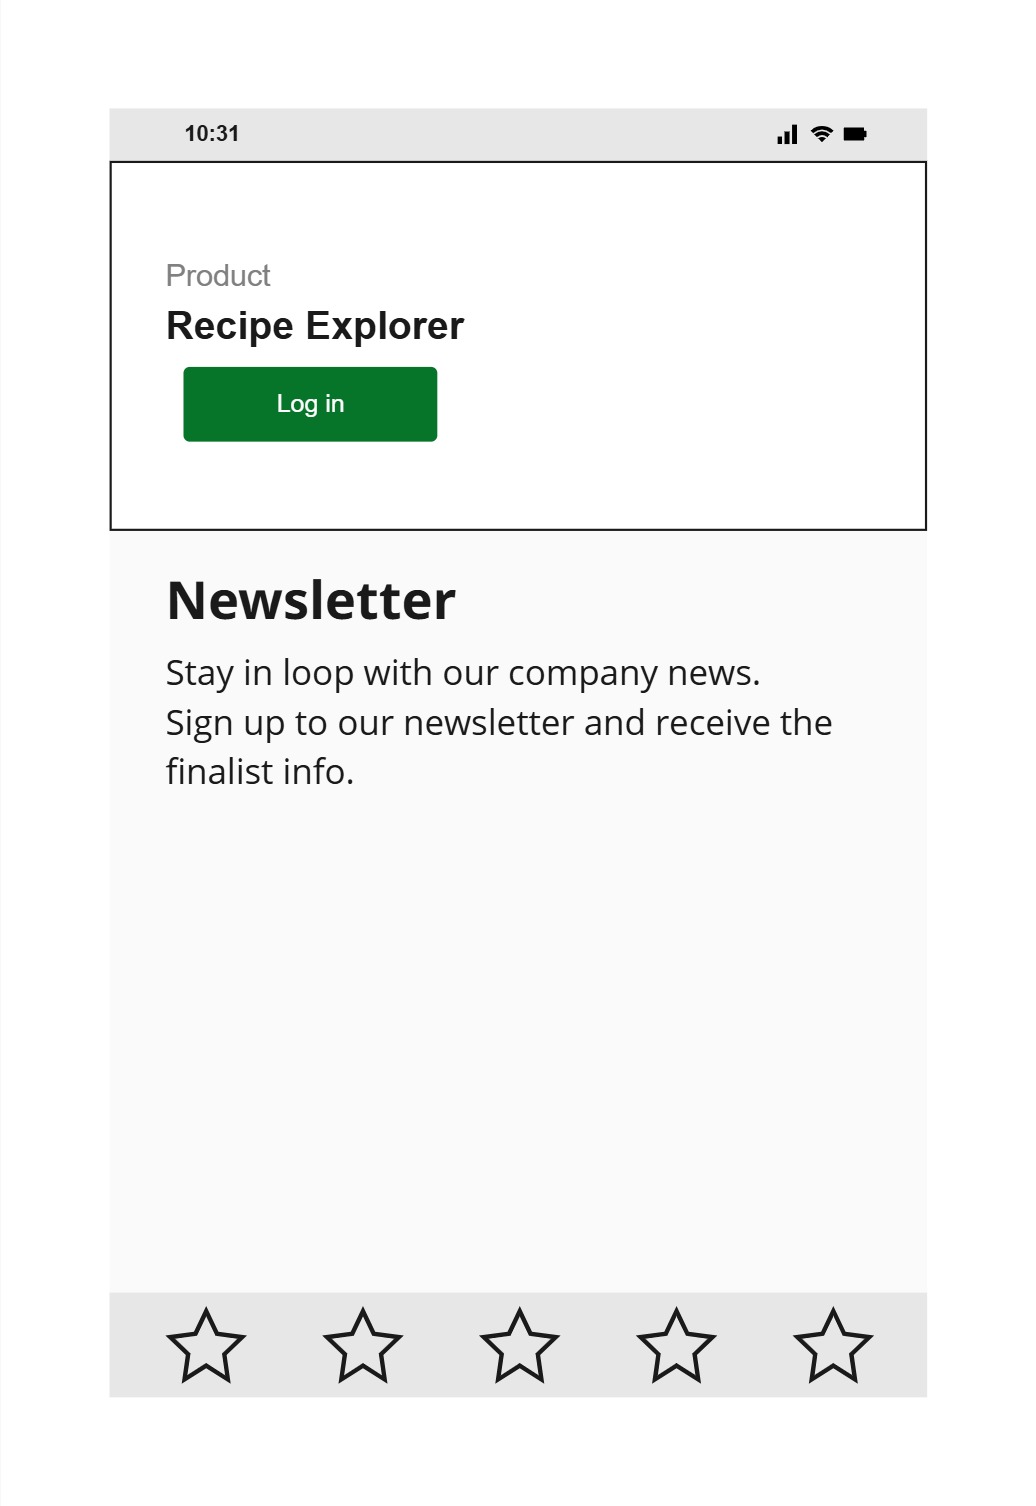 10:31
Product
Recipe Explorer
Log in
Newsletter
Stay in loop with our company news.
Sign up to our newsletter and receive the
finalist info.